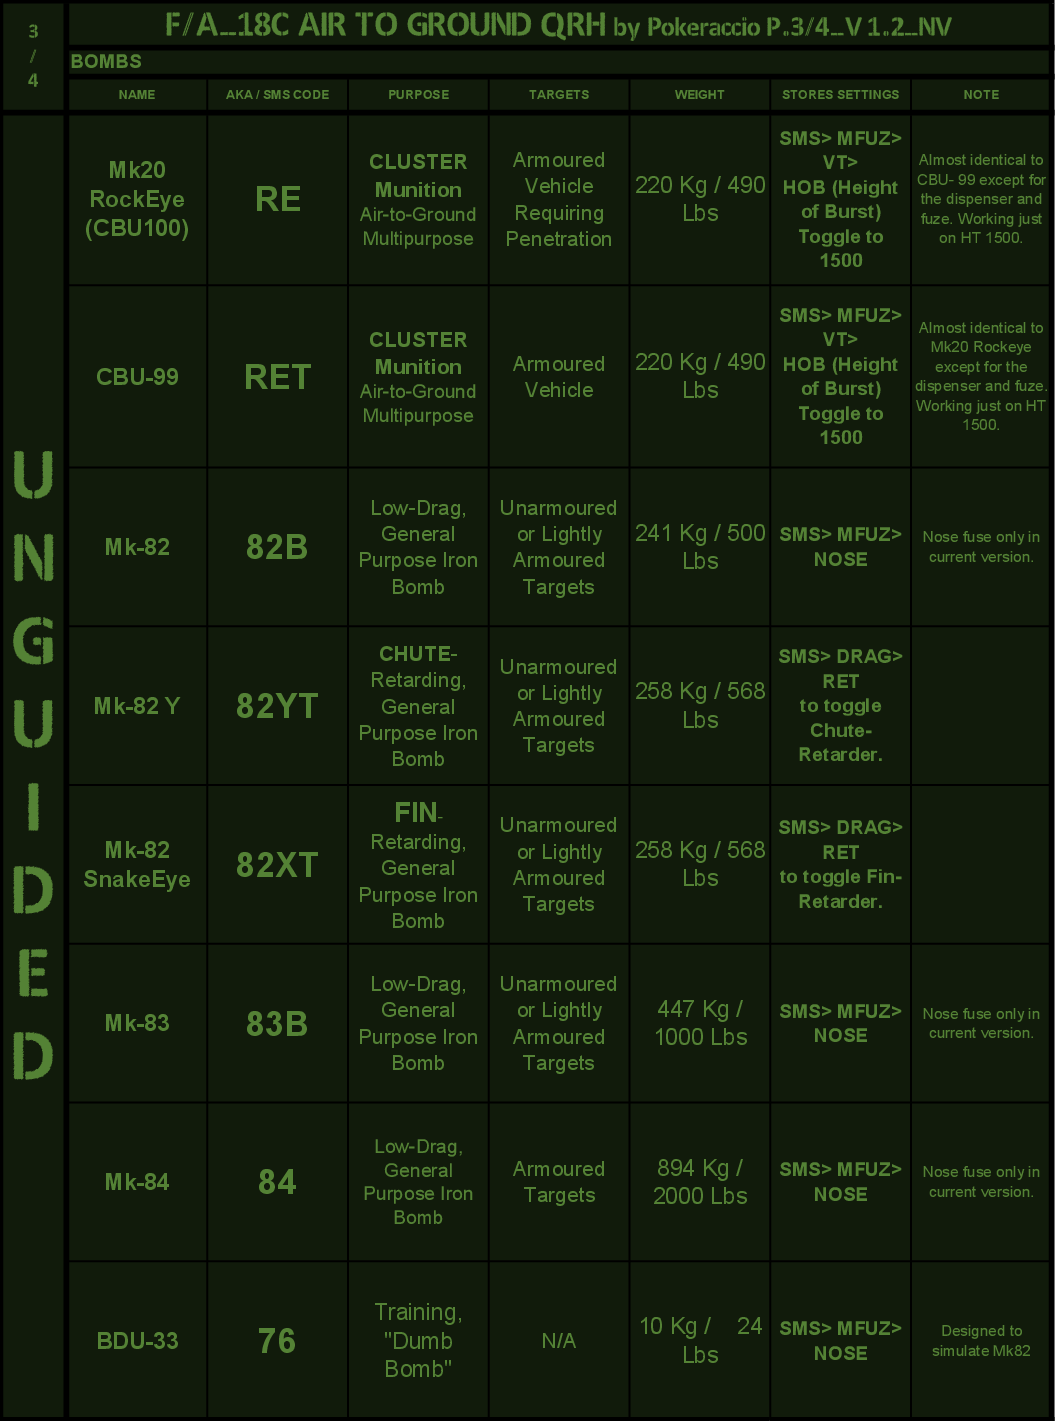 3
/
4
F/A_18C AIR TO GROUND QRH by Pokeraccio P.3/4_V 1.2_NV
BOMBS
NAME AKA / SMS CODE PURPOSE TARGETS WEIGHT STORES SETTINGS NOTE
UNGUIDED
Mk20
RockEye
(CBU100)
RE
CLUSTER
Munition
Air-to-Ground
Multipurpose
Armoured
Vehicle
Requiring
Penetration
220 Kg / 490
Lbs
SMS> MFUZ>
VT>
HOB (Height
of Burst)
Toggle to
1500
Almost identical to
CBU- 99 except for
the dispenser and
fuze. Working just
on HT 1500.
CBU-99
RET
CLUSTER
Munition
Air-to-Ground
Multipurpose
Armoured
Vehicle
220 Kg / 490
Lbs
SMS> MFUZ>
VT>
HOB (Height
of Burst)
Toggle to
1500
Almost identical to
Mk20 Rockeye
except for the
dispenser and fuze.
Working just on HT
1500.
Mk-82
82B
Low-Drag,
General
Purpose Iron
Bomb
Unarmoured
or Lightly
Armoured
Targets
241 Kg / 500
Lbs
SMS> MFUZ>
NOSE
Nose fuse only in
current version.
Mk-82 Y
82YT
CHUTE-
Retarding,
General
Purpose Iron
Bomb
Unarmoured
or Lightly
Armoured
Targets
258 Kg / 568
Lbs
SMS> DRAG>
RET
to toggle
Chute-
Retarder.
Mk-82
SnakeEye
82XT
FIN-
Retarding,
General
Purpose Iron
Bomb
Unarmoured
or Lightly
Armoured
Targets
258 Kg / 568
Lbs
SMS> DRAG>
RET
to toggle Fin-
Retarder.
Mk-83
83B
Low-Drag,
General
Purpose Iron
Bomb
Unarmoured
or Lightly
Armoured
Targets
447 Kg /
1000 Lbs
SMS> MFUZ>
NOSE
Nose fuse only in
current version.
Mk-84
84
Low-Drag,
General
Purpose Iron
Bomb
Armoured
Targets
894 Kg /
2000 Lbs
SMS> MFUZ>
NOSE
Nose fuse only in
current version.
BDU-33
76
Training,
"Dumb
Bomb"
N/A
10 Kg / 24
Lbs
SMS> MFUZ>
NOSE
Designed to
simulate Mk82